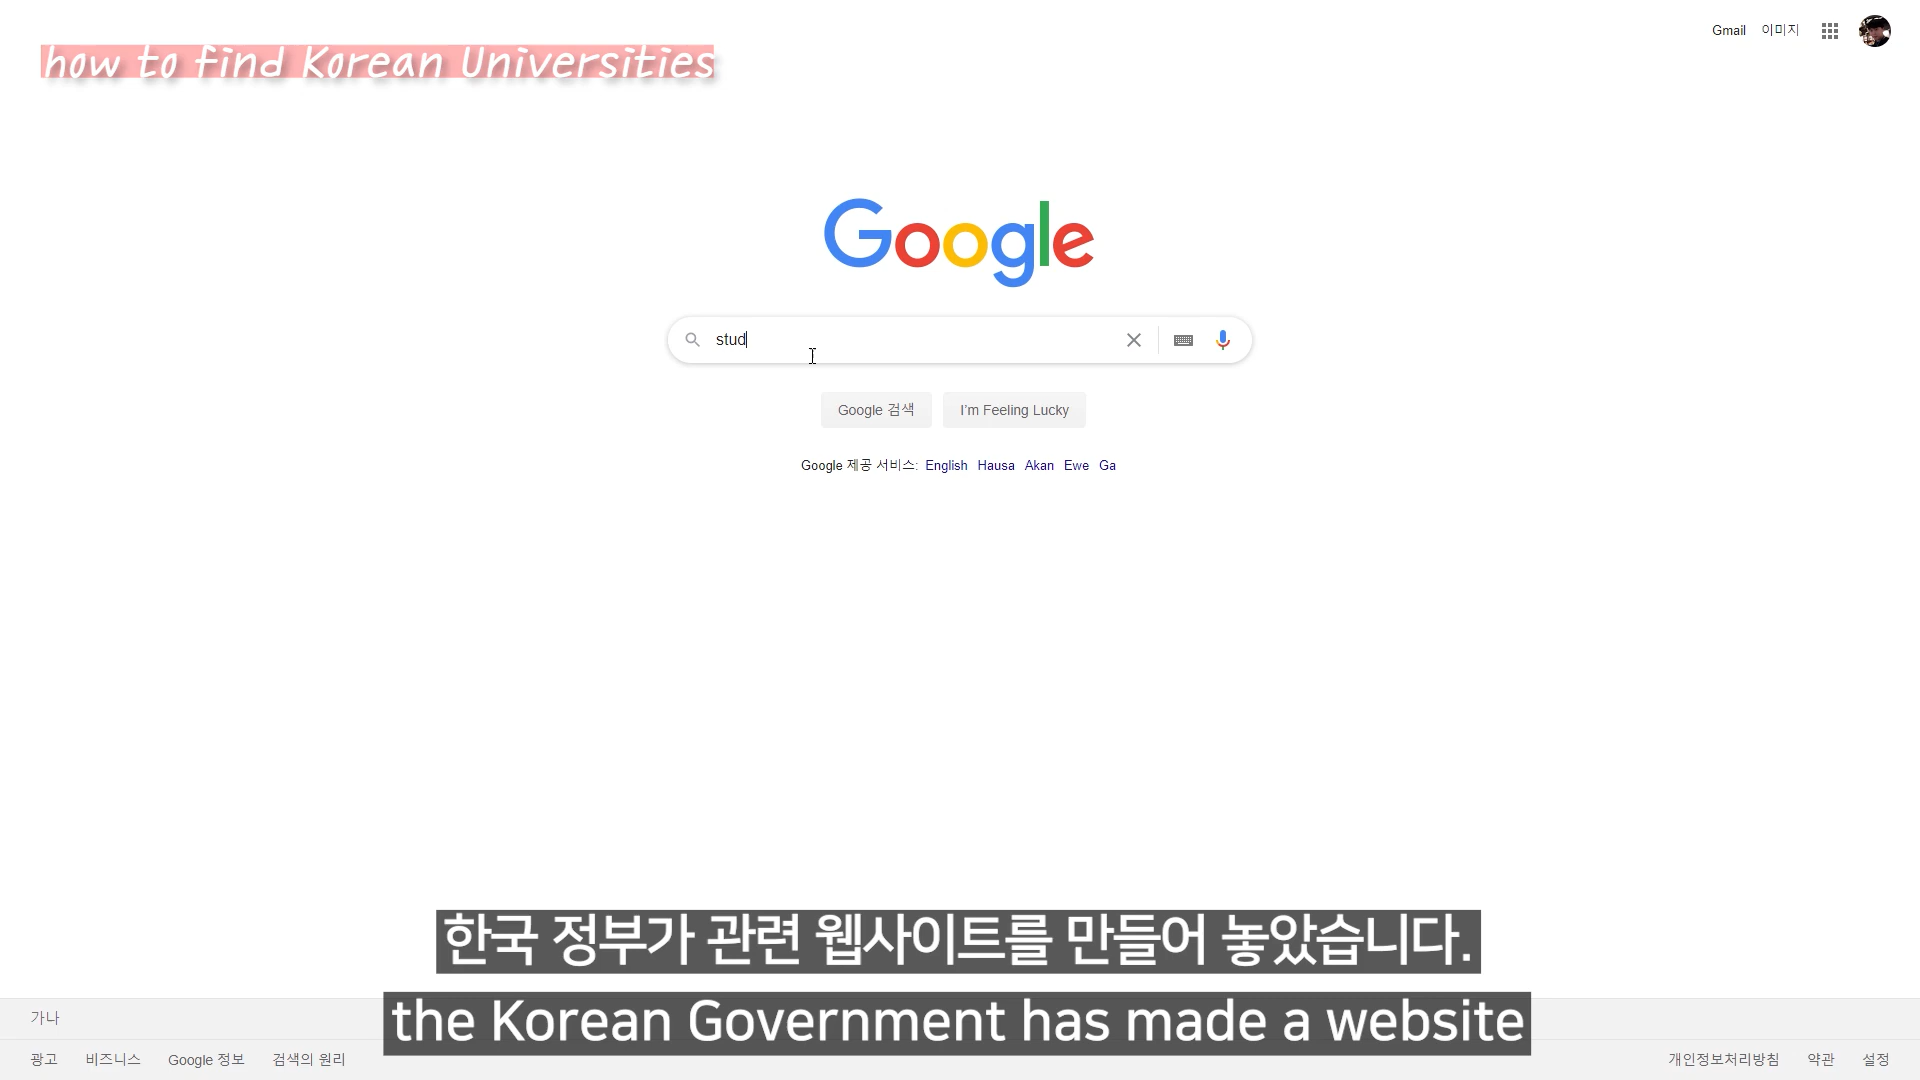 how to find Korean Universities
Gmail 이미지
Google
stud
Google 검색 I'm Feeling Lucky
Google 제공 서비스: English Hausa Akan Ewe Ga
한국 정부가 관련 웹사이트를 만들어 놓았습니다.
the Korean Government has made a website
가나
광고 비즈니스 Google 정보 검색의 원리 개인정보처리방침 약관 설정